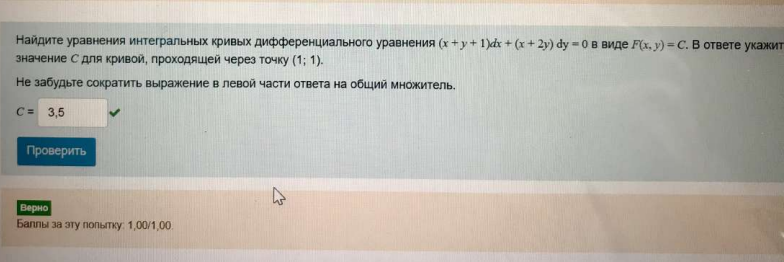 Найдите уравнения интегральных кривых дифференциального уравнения (x + y + 1)dx + (x + 2y) dy = 0 в виде F(x, y) = C. В ответе укажит
значение C для кривой, проходящей через точку (1; 1).
Не забудьте сократить выражение в левой части ответа на общий множитель.
C = 3,5
Проверить
Верно
Баллы за эту попытку: 1,00/1,00.